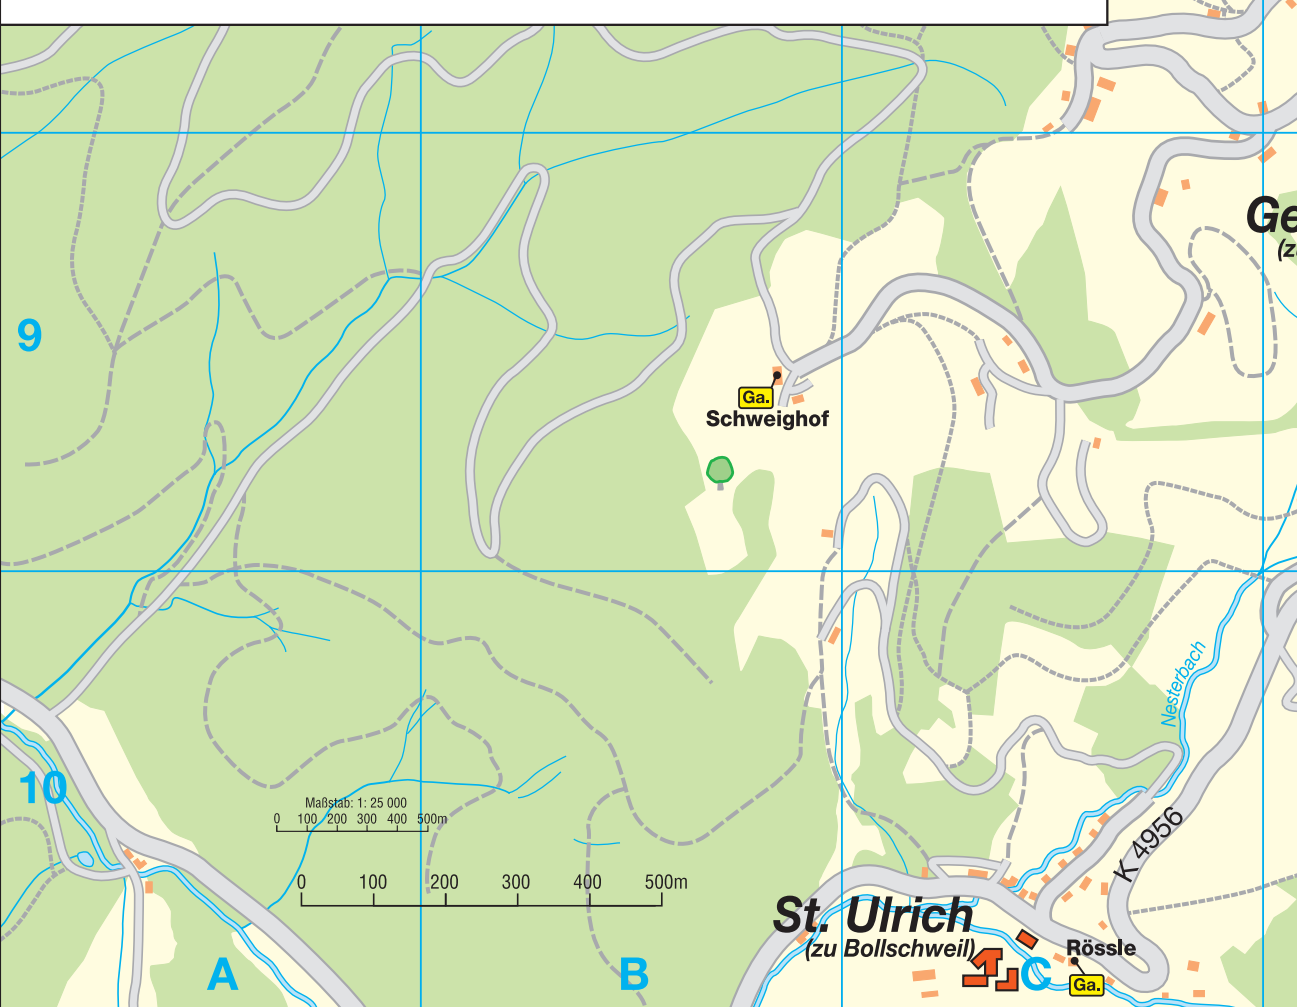 Ge
(z
9
Ga.
Schweighof
Nesterbach
10
Maßstab: 1: 25 000
0 100 200 300 400 500m
K 4956
0 100 200 300 400 500m
St. Ulrich
(zu Bollschweil)
Rössle
A
B
C
Ga.